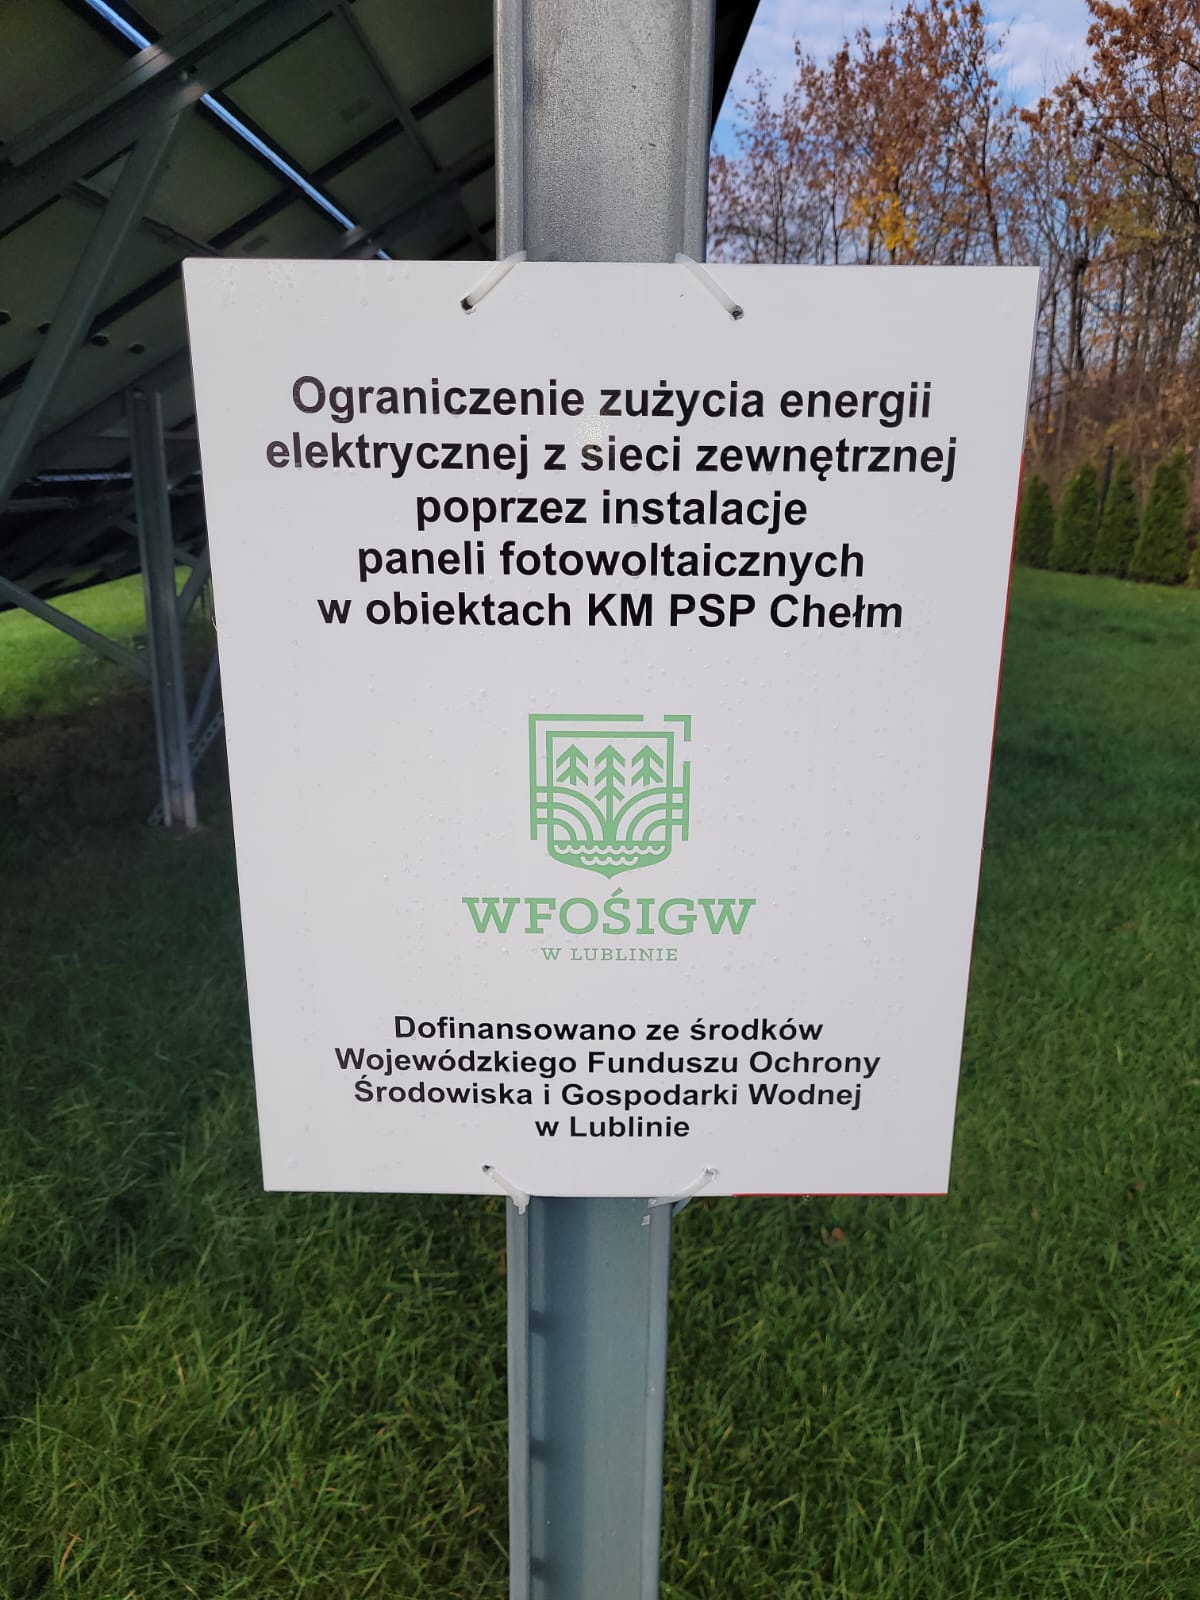 Ograniczenie zużycia energii
elektrycznej z sieci zewnętrznej
poprzez instalacje
paneli fotowoltaicznych
w obiektach KM PSP Chełm
WFOŚIGW
W LUBLINIE
Dofinansowano ze środków
Wojewódzkiego Funduszu Ochrony
Środowiska i Gospodarki Wodnej
w Lublinie